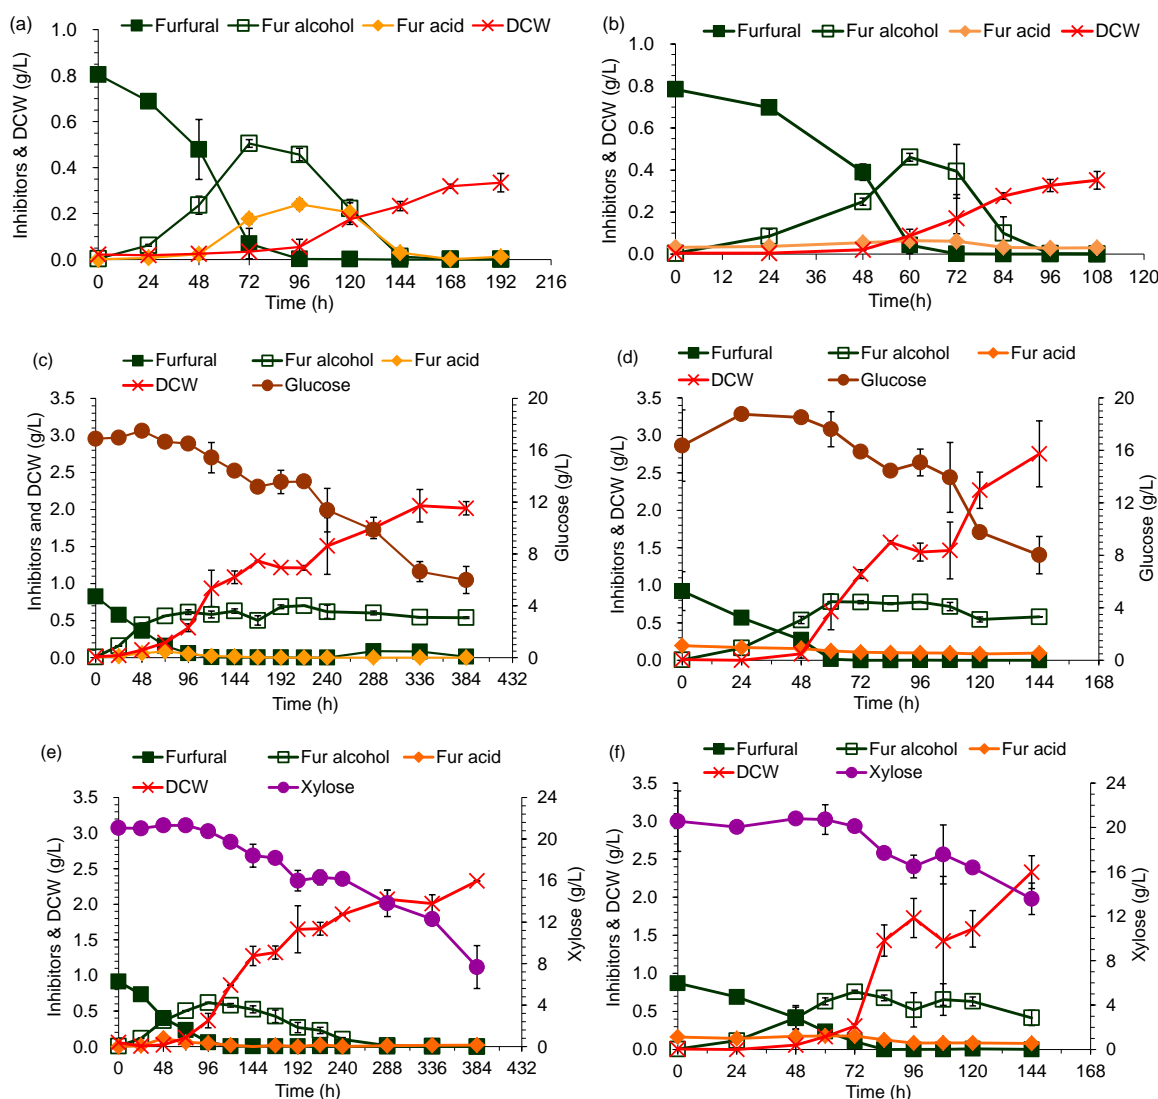 (a)
Furfural Fur alcohol Fur acid DCW
Inhibitors & DCW (g/L)
1.0
0.8
0.6
0.4
0.2
0.0
0 24 48 72 96 120 144 168 192 216
Time (h)
(b)
Furfural Fur alcohol Fur acid DCW
Inhibitors & DCW (g/L)
1.0
0.8
0.6
0.4
0.2
0.0
0 12 24 36 48 60 72 84 96 108 120
Time(h)
(c)
Furfural Fur alcohol Fur acid
DCW Glucose
Inhibitors and DCW (g/L)
3.5
3.0
2.5
2.0
1.5
1.0
0.5
0.0
20
16
12
8
4
0
Glucose (g/L)
0 48 96 144 192 240 288 336 384 432
Time (h)
(d)
Furfural Fur alcohol Fur acid
DCW Glucose
Inhibitors & DCW (g/L)
3.5
3.0
2.5
2.0
1.5
1.0
0.5
0.0
20
16
12
8
4
0
Glucose (g/L)
0 24 48 72 96 120 144 168
Time (h)
(e)
Furfural Fur alcohol Fur acid
DCW Xylose
Inhibitors & DCW (g/L)
3.5
3.0
2.5
2.0
1.5
1.0
0.5
0.0
24
20
16
12
8
4
0
Xylose (g/L)
0 48 96 144 192 240 288 336 384 432
Time (h)
(f)
Furfural Fur alcohol Fur acid
DCW Xylose
Inhibitors & DCW (g/L)
3.5
3.0
2.5
2.0
1.5
1.0
0.5
0.0
24
20
16
12
8
4
0
Xylose (g/L)
0 24 48 72 96 120 144 168
Time (h)